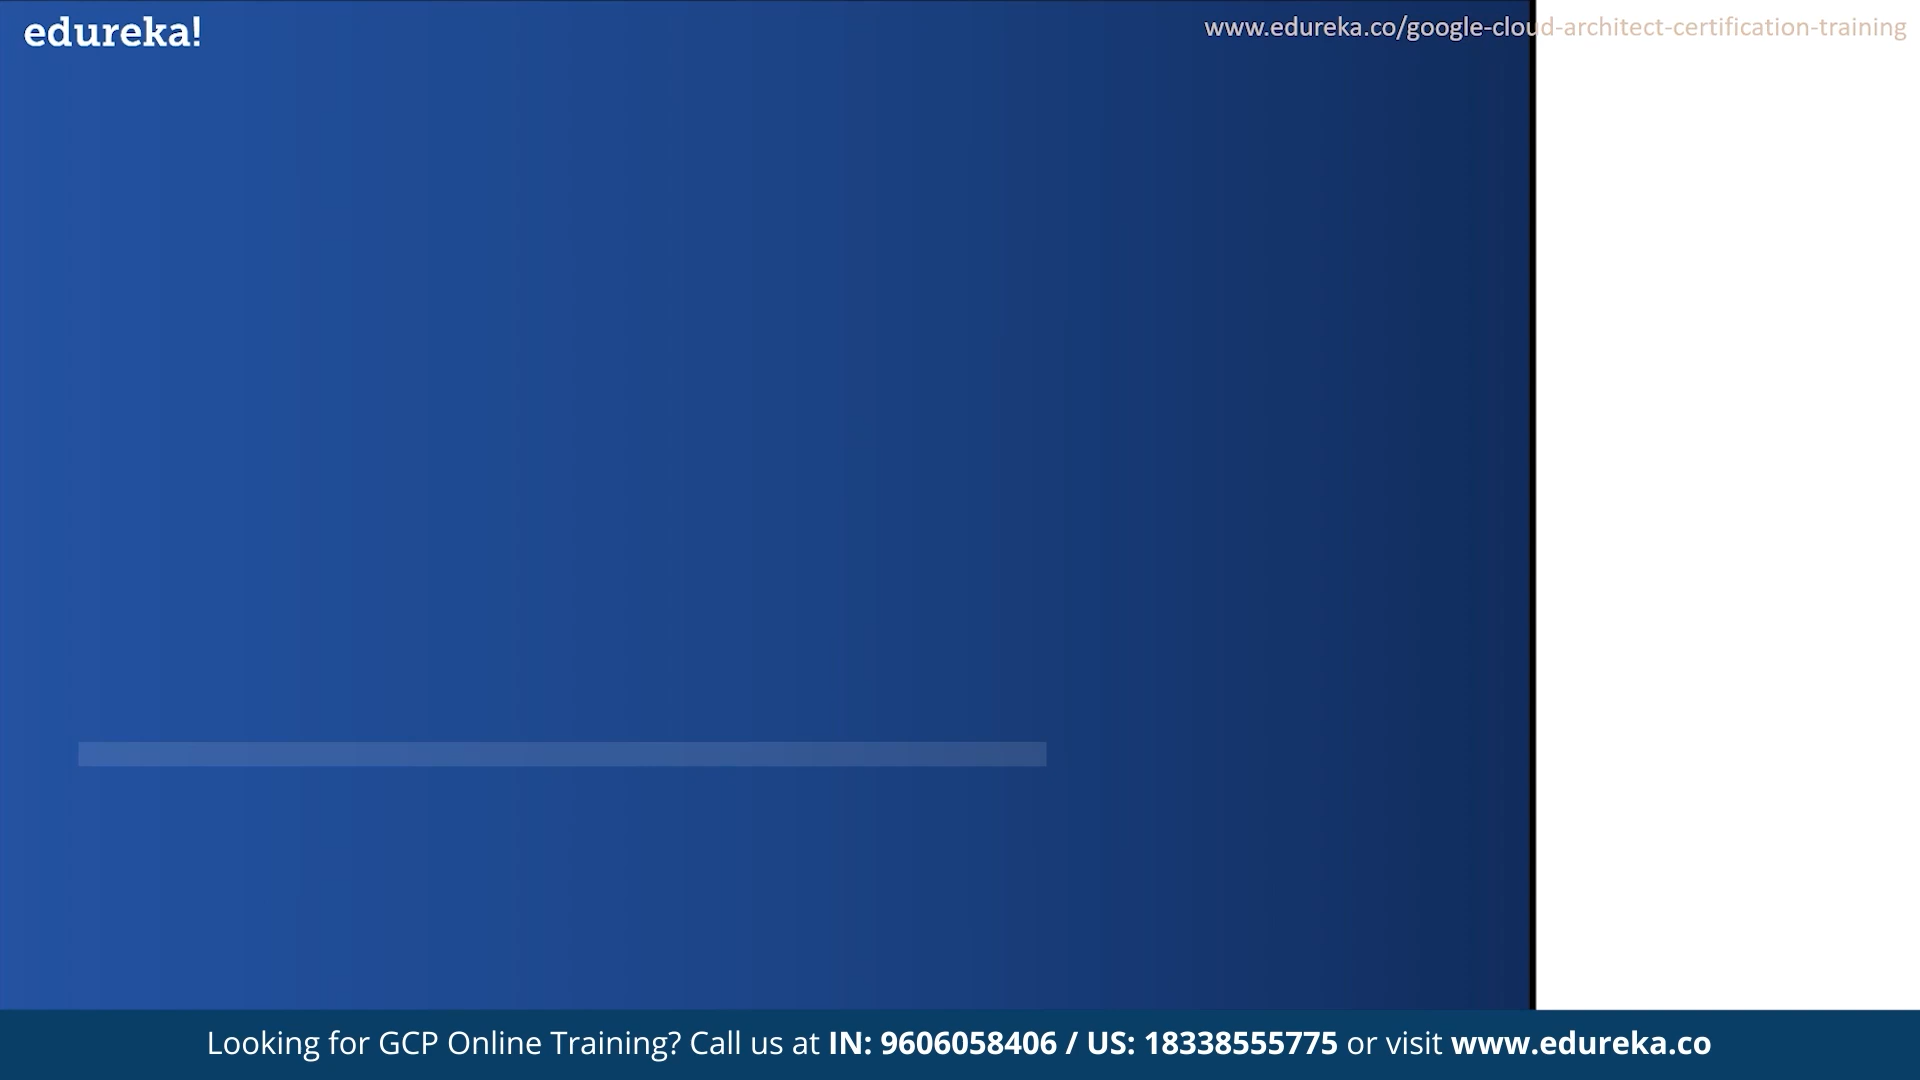 edureka!
www.edureka.co/google-cloud-architect-certification-training
Looking for GCP Online Training? Call us at IN: 9606058406 / US: 18338555775 or visit www.edureka.co